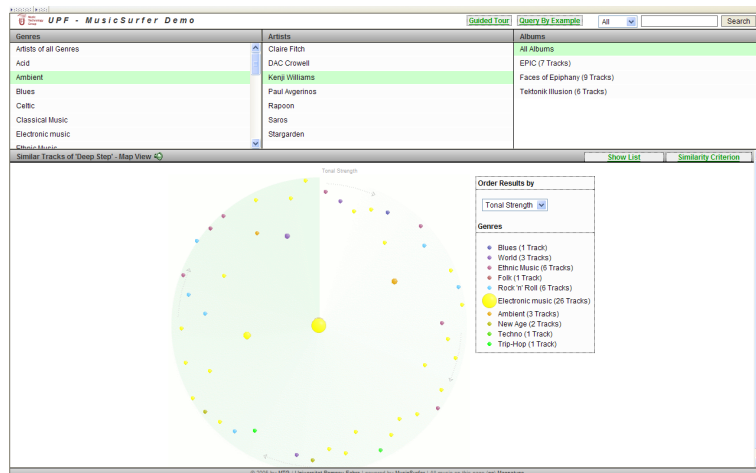 UPF - MusicSurfer Demo
Guided Tour
Query By Example
All
Search
Genres
Artists of all Genres
Acid
Ambient
Blues
Celtic
Classical Music
Electronic music
Ethnic Music
Artists
Claire Fitch
DAC Crowell
Kenji Williams
Paul Avgerinos
Rapoon
Saros
Stargarden
Albums
All Albums
EPIC (7 Tracks)
Faces of Epiphany (9 Tracks)
Tektonik Illusion (6 Tracks)
Similar Tracks of 'Deep Step' - Map View
Show List
Similarity Criterion
Tonal Strength
Order Results by
Tonal Strength
Genres
Blues (1 Track)
World (3 Tracks)
Ethnic Music (6 Tracks)
Folk (1 Track)
Rock 'n' Roll (6 Tracks)
Electronic music (26 Tracks)
Ambient (3 Tracks)
New Age (2 Tracks)
Techno (1 Track)
Trip-Hop (1 Track)